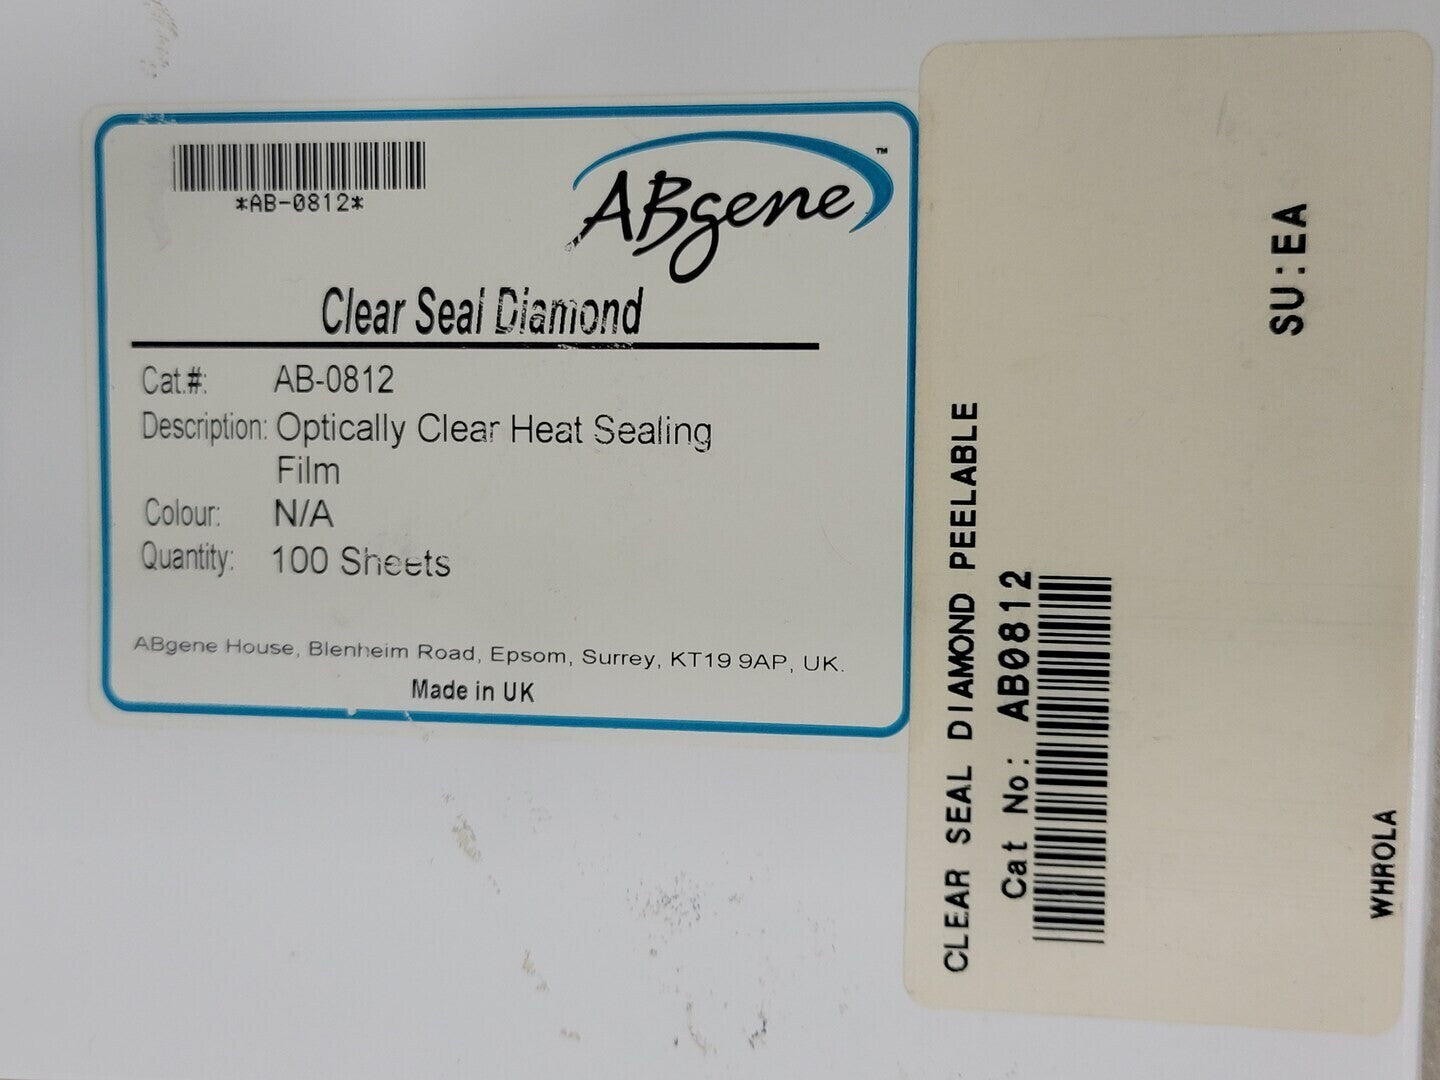 *AB-0812*
ABgene™
Clear Seal Diamond
Cat.#: AB-0812
Description: Optically Clear Heat Sealing
Film
Colour: N/A
Quantity: 100 Sheets
ABgene House, Blenheim Road, Epsom, Surrey, KT19 9AP, UK.
Made in UK
CLEAR SEAL DIAMOND PEELABLE
Cat No: AB0812
SU:EA
WHROLA